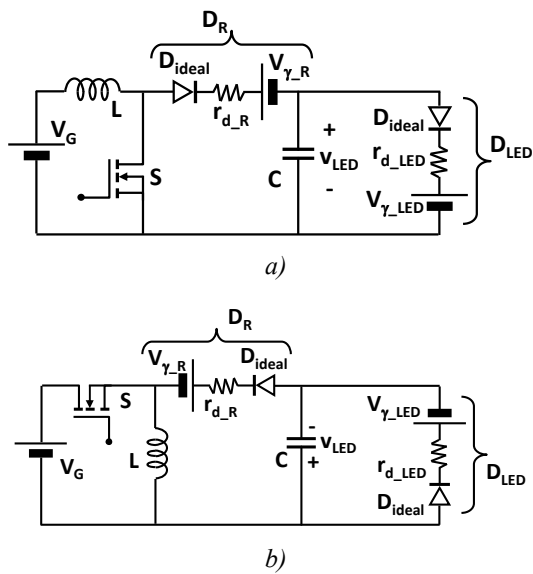 D_R
D_ideal
V_γ_R
L
r_d_R
V_G
S
C
+
v_LED
-
D_ideal
r_d_LED
V_γ_LED
D_LED
a)
D_R
V_γ_R
D_ideal
S
r_d_R
V_G
L
C
-
v_LED
+
V_γ_LED
r_d_LED
D_ideal
D_LED
b)